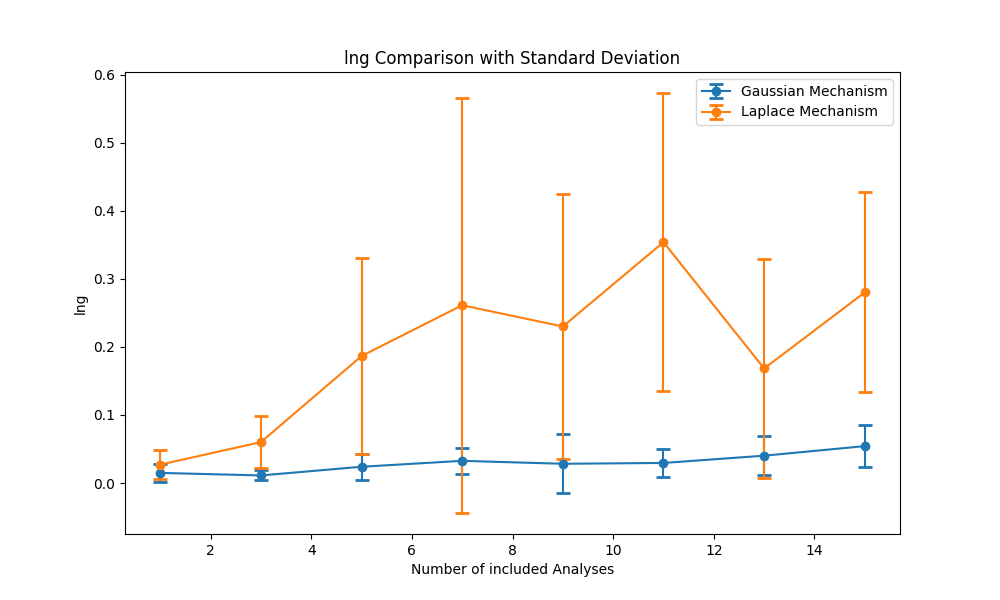 lng Comparison with Standard Deviation
Gaussian Mechanism
Laplace Mechanism
0.6
0.5
0.4
0.3
0.2
0.1
0.0
lng
2 4 6 8 10 12 14
Number of included Analyses